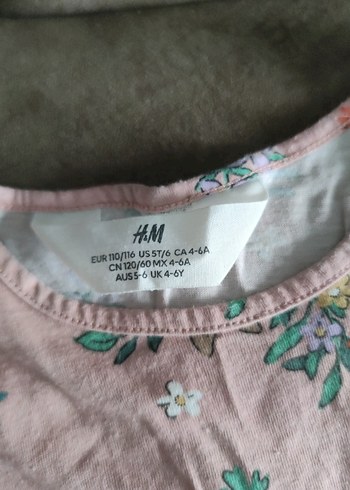 H&M
EUR 110/116 US 5T/6 CA 4-6A
CN 120/60 MX 4-6A
AUS 5-6 UK 4-6Y